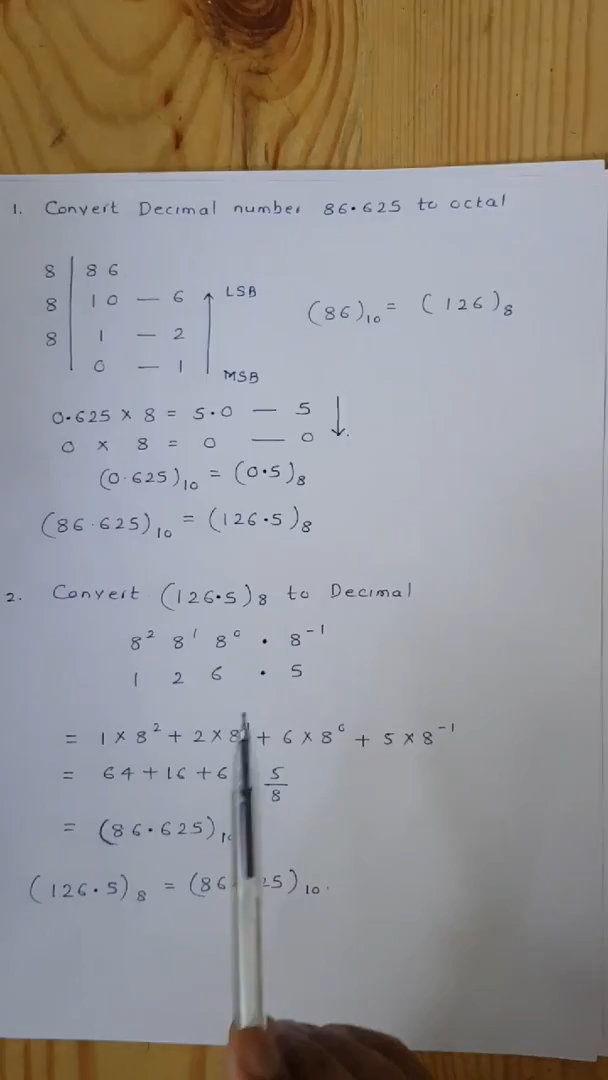 1. Convert Decimal number 86.625 to octal
8 | 86
8 | 10 — 6 LSB
8 | 1 — 2
0 — 1 MSB
(86)₁₀ = (126)₈
0.625 × 8 = 5.0 — 5
0 × 8 = 0 — 0
(0.625)₁₀ = (0.5)₈
(86.625)₁₀ = (126.5)₈
2. Convert (126.5)₈ to Decimal
8² 8¹ 8⁰ . 8⁻¹
1 2 6 . 5
= 1 × 8² + 2 × 8 + 6 × 8⁰ + 5 × 8⁻¹
= 64 + 16 + 6 5/8
= (86.625)₁₀
(126.5)₈ = (86 25)₁₀.